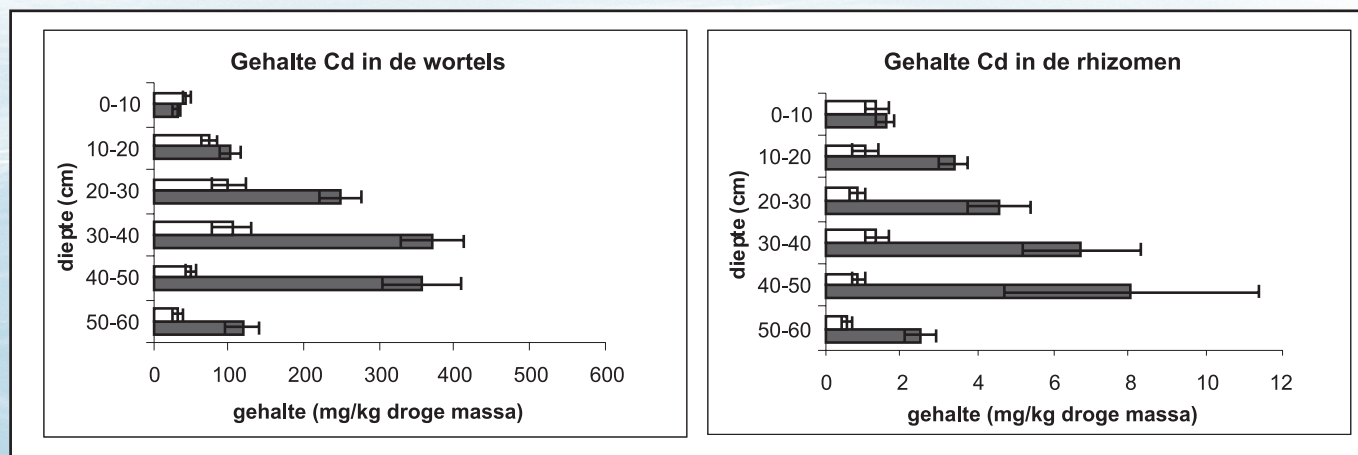 Gehalte Cd in de wortels
diepte (cm)
0-10
10-20
20-30
30-40
40-50
50-60
0 100 200 300 400 500 600
gehalte (mg/kg droge massa)
Gehalte Cd in de rhizomen
diepte (cm)
0-10
10-20
20-30
30-40
40-50
50-60
0 2 4 6 8 10 12
gehalte (mg/kg droge massa)